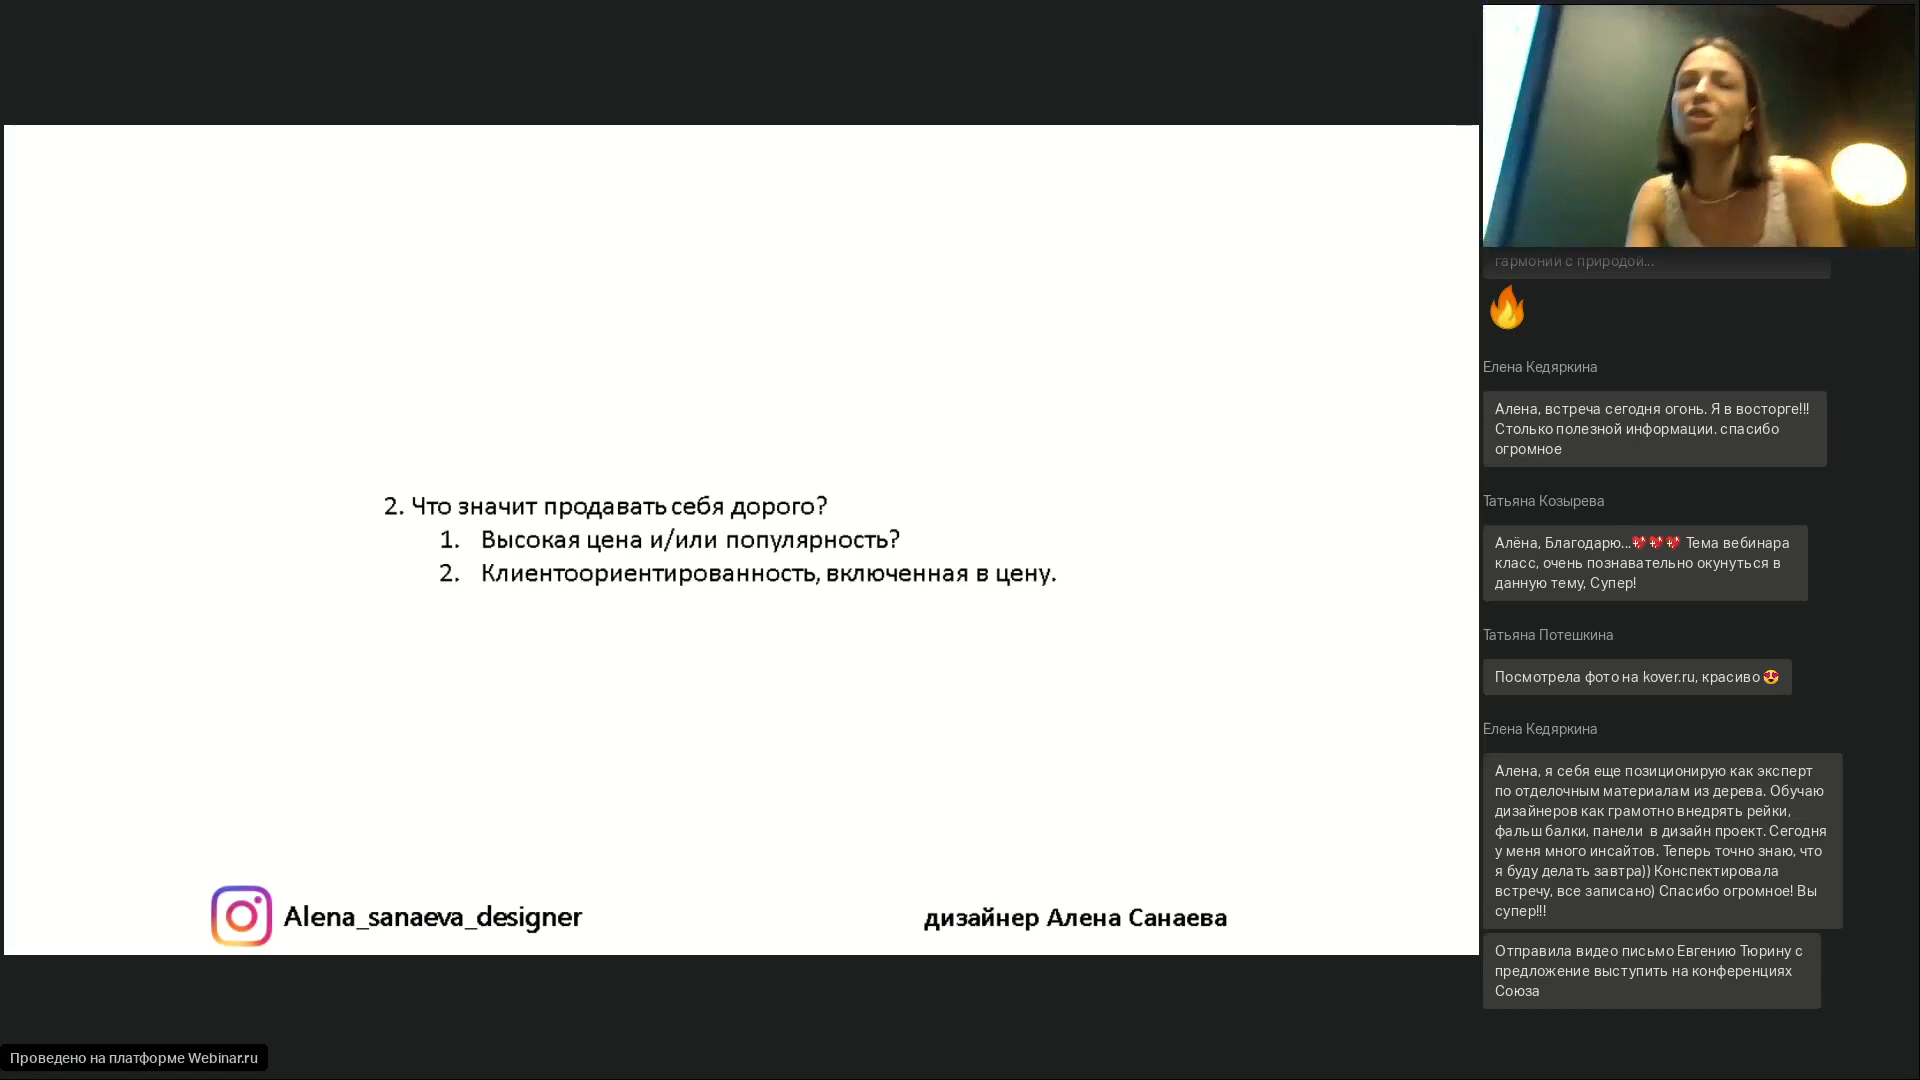 2. Что значит продавать себя дорого?
1. Высокая цена и/или популярность?
2. Клиентоориентированность, включенная в цену.
Alena_sanaeva_designer
дизайнер Алена Санаева
гармонии с природой...
Елена Кедяркина
Алена, встреча сегодня огонь. Я в восторге!!!
Столько полезной информации. спасибо
огромное
Татьяна Козырева
Алёна, Благодарю...💖💖💖 Тема вебинара
класс, очень познавательно окунуться в
данную тему, Супер!
Татьяна Потешкина
Посмотрела фото на kover.ru, красиво 😍
Елена Кедяркина
Алена, я себя еще позиционирую как эксперт
по отделочным материалам из дерева. Обучаю
дизайнеров как грамотно внедрять рейки,
фальш балки, панели в дизайн проект. Сегодня
у меня много инсайтов. Теперь точно знаю, что
я буду делать завтра)) Конспектировала
встречу, все записано) Спасибо огромное! Вы
супер!!!
Отправила видео письмо Евгению Тюрину с
предложение выступить на конференциях
Союза
Проведено на платформе Webinar.ru